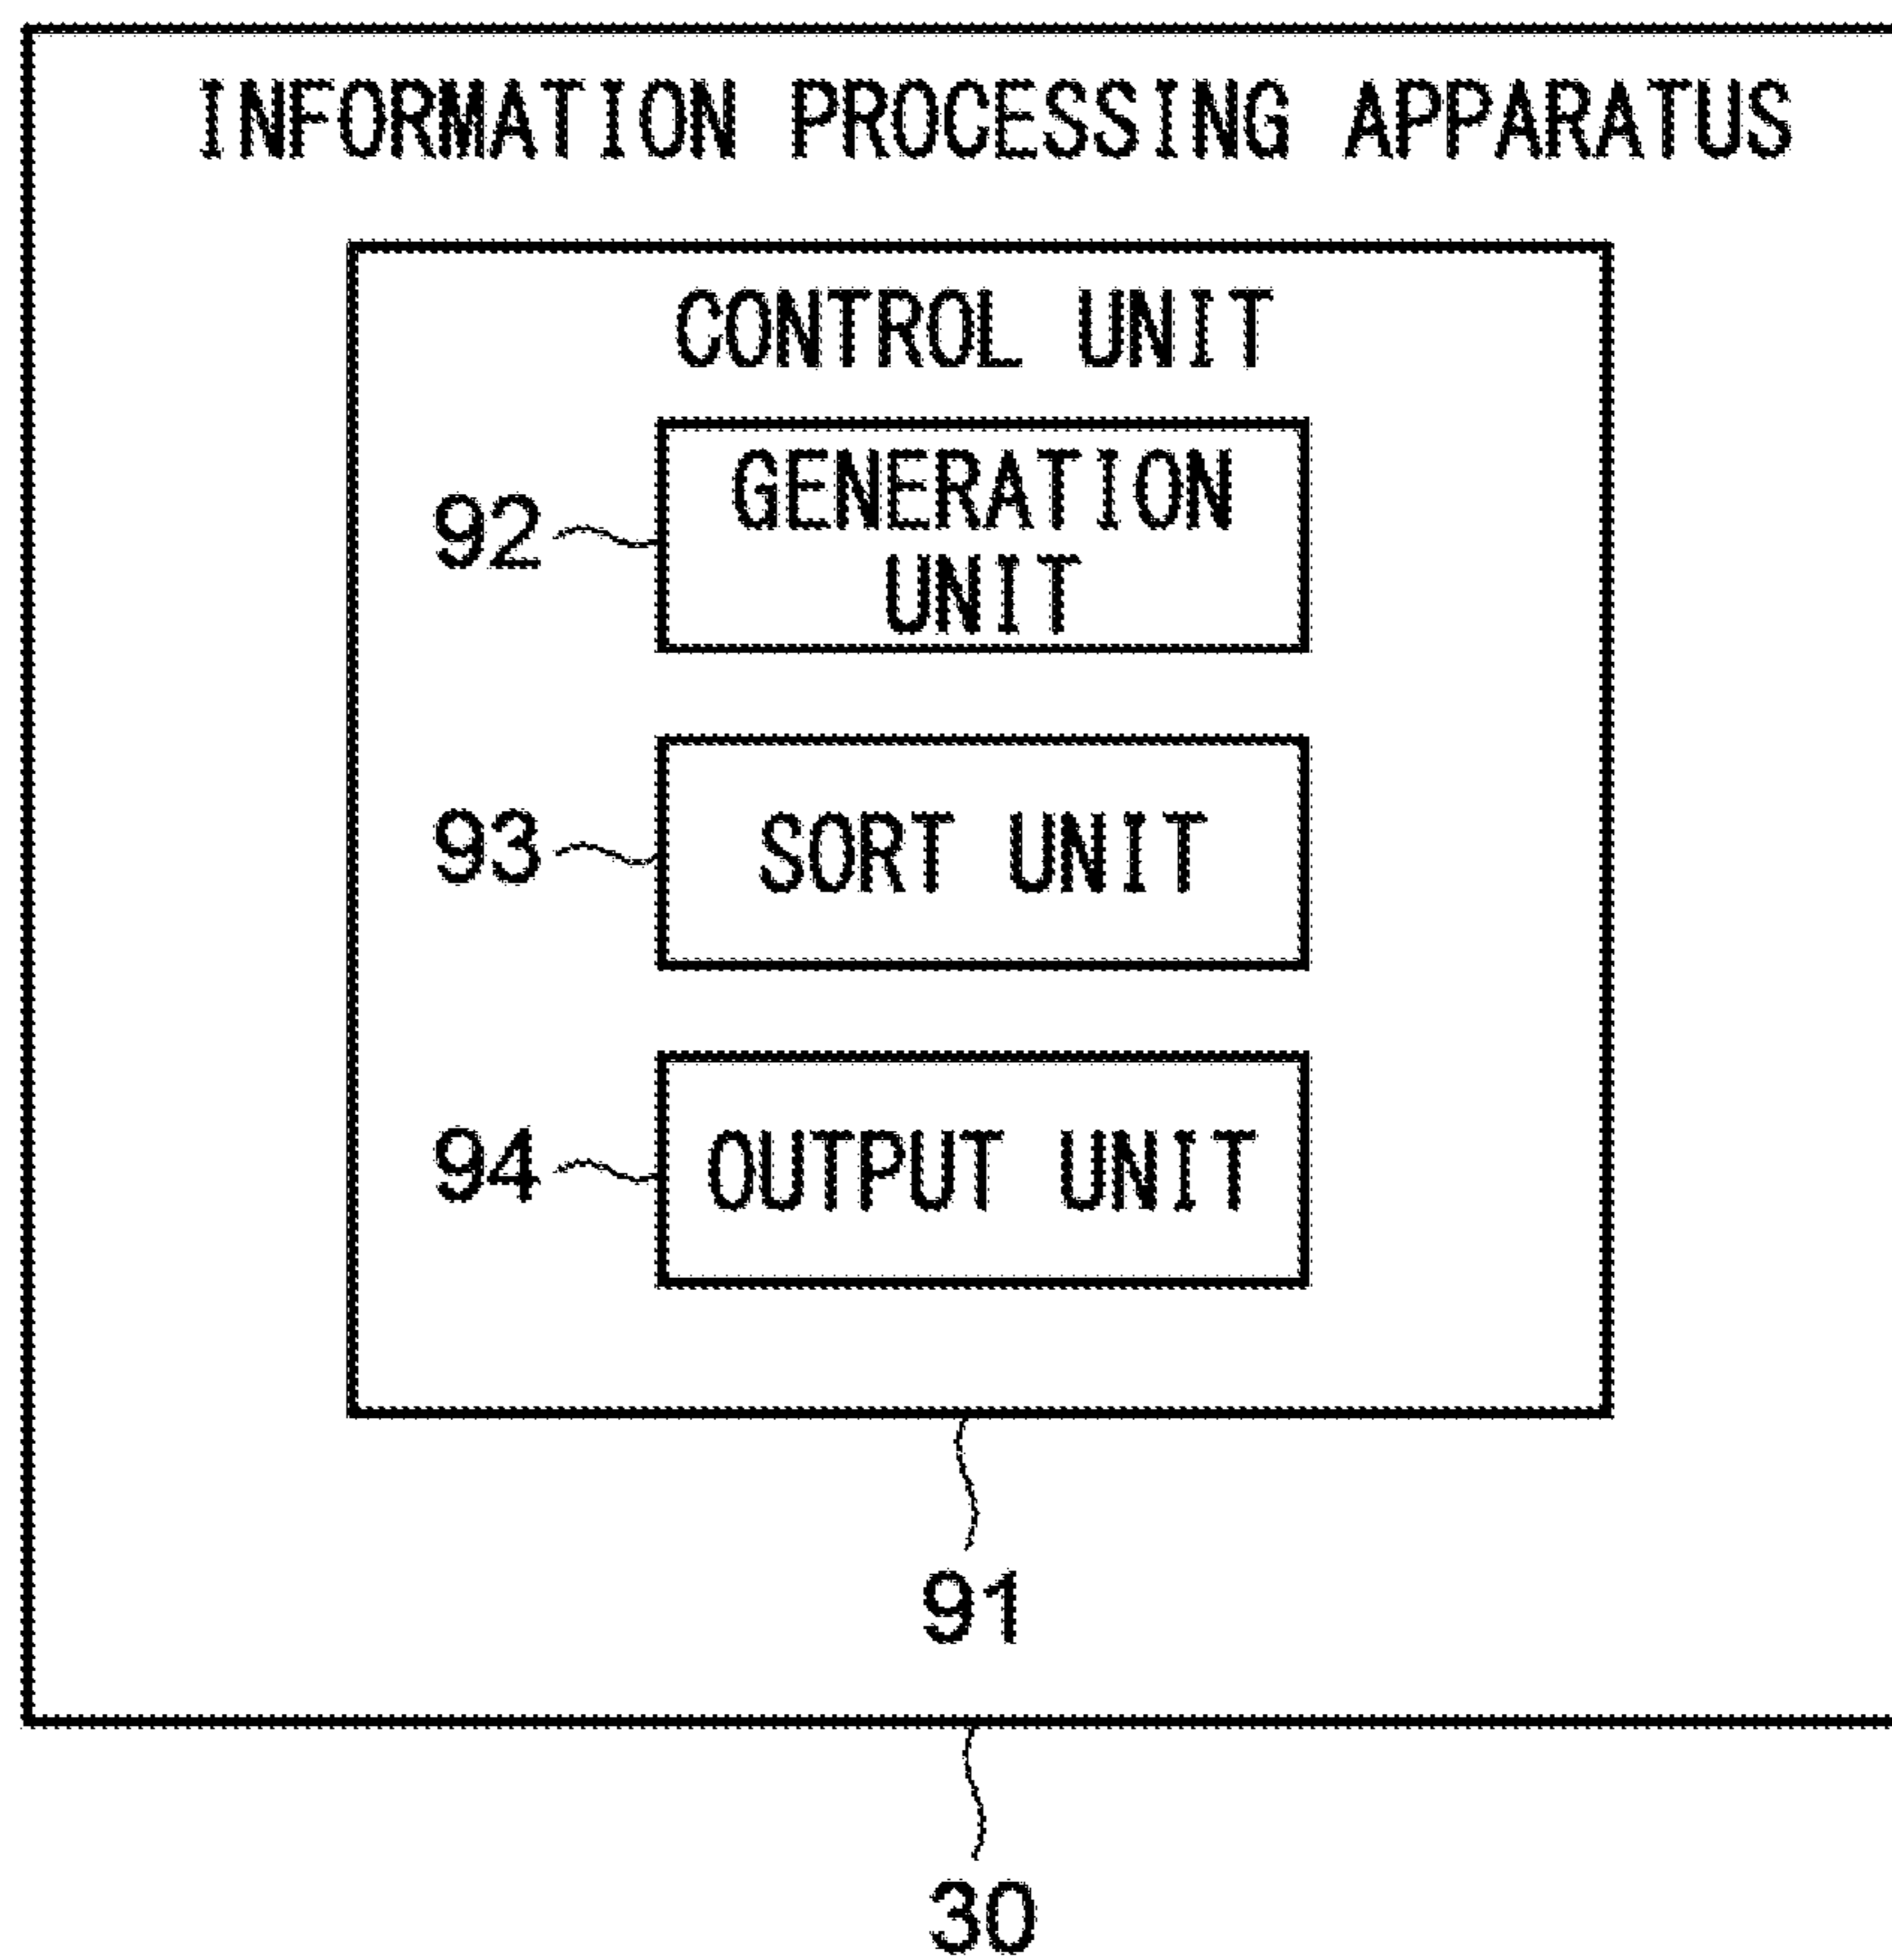 INFORMATION PROCESSING APPARATUS
CONTROL UNIT
92
GENERATION
UNIT
93
SORT UNIT
94
OUTPUT UNIT
91
30